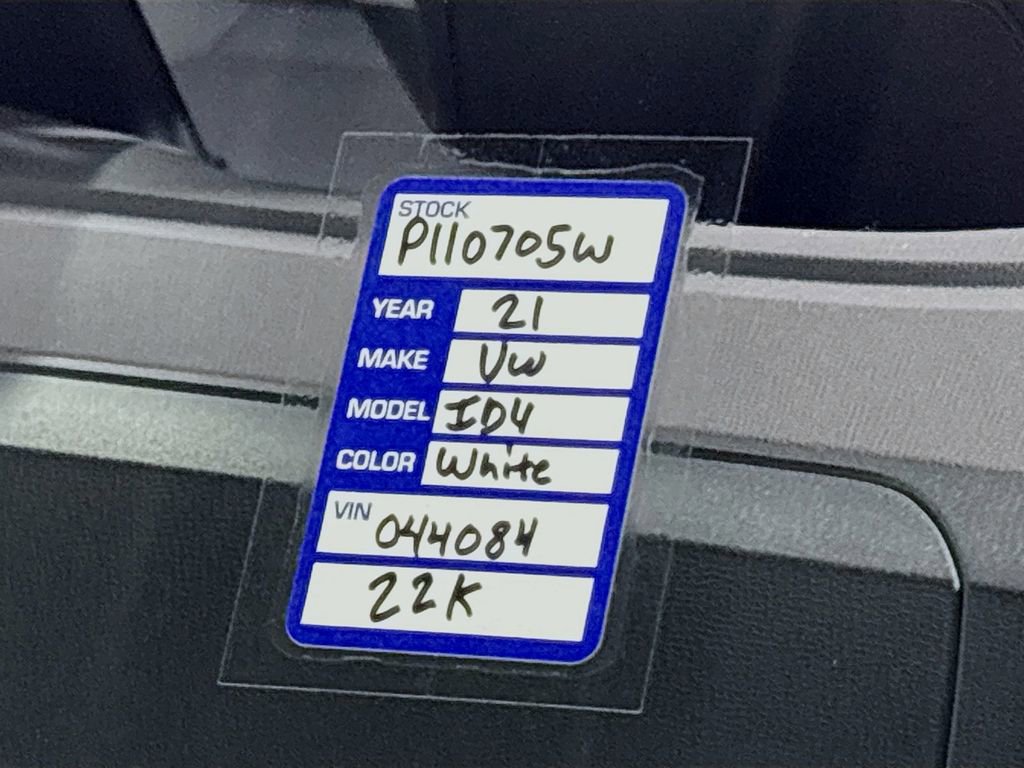 STOCK
P110705W
YEAR 21
MAKE VW
MODEL ID4
COLOR White
VIN 044084
22K